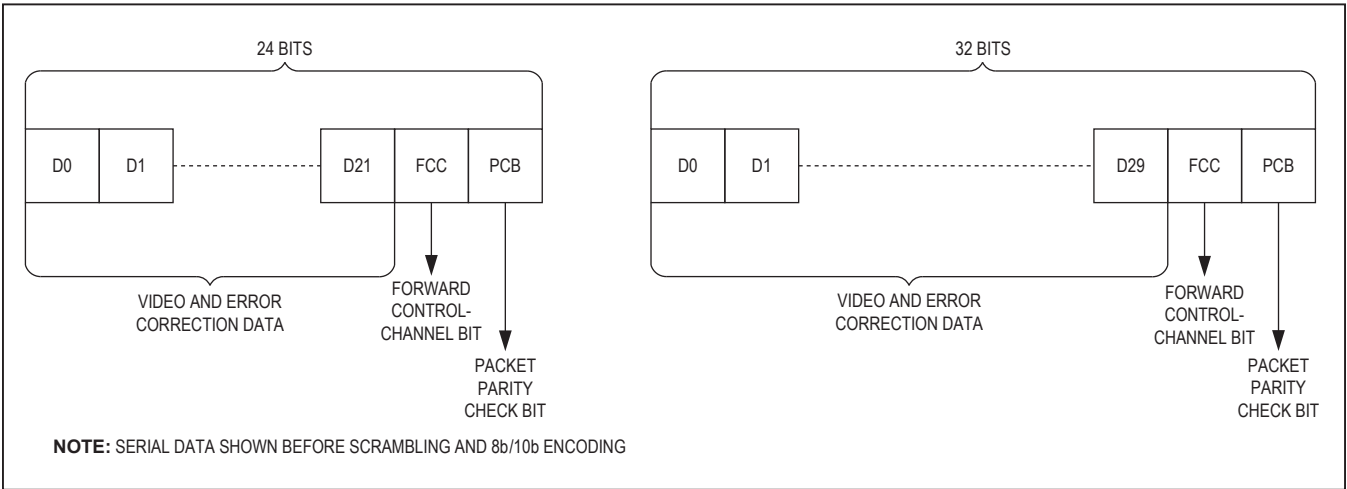 24 BITS
D0 D1 D21 FCC PCB
VIDEO AND ERROR
CORRECTION DATA
FORWARD
CONTROL-
CHANNEL BIT
PACKET
PARITY
CHECK BIT
32 BITS
D0 D1 D29 FCC PCB
VIDEO AND ERROR
CORRECTION DATA
FORWARD
CONTROL-
CHANNEL BIT
PACKET
PARITY
CHECK BIT
NOTE: SERIAL DATA SHOWN BEFORE SCRAMBLING AND 8b/10b ENCODING